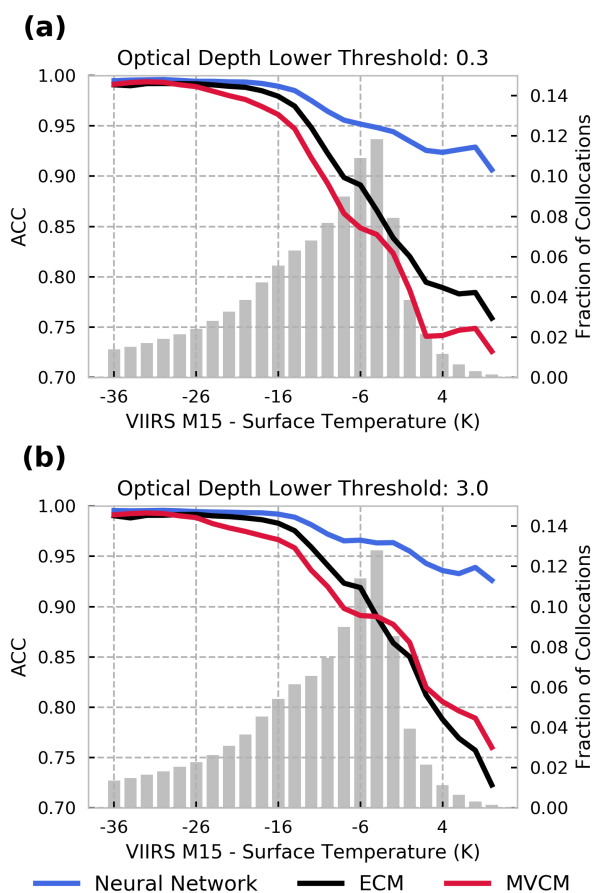 (a)
Optical Depth Lower Threshold: 0.3
1.00
0.95
0.90
0.85
0.80
0.75
0.70
ACC
0.14
0.12
0.10
0.08
0.06
0.04
0.02
0.00
Fraction of Collocations
-36 -26 -16 -6 4
VIIRS M15 - Surface Temperature (K)
(b)
Optical Depth Lower Threshold: 3.0
1.00
0.95
0.90
0.85
0.80
0.75
0.70
ACC
0.14
0.12
0.10
0.08
0.06
0.04
0.02
0.00
Fraction of Collocations
-36 -26 -16 -6 4
VIIRS M15 - Surface Temperature (K)
Neural Network ECM MVCM